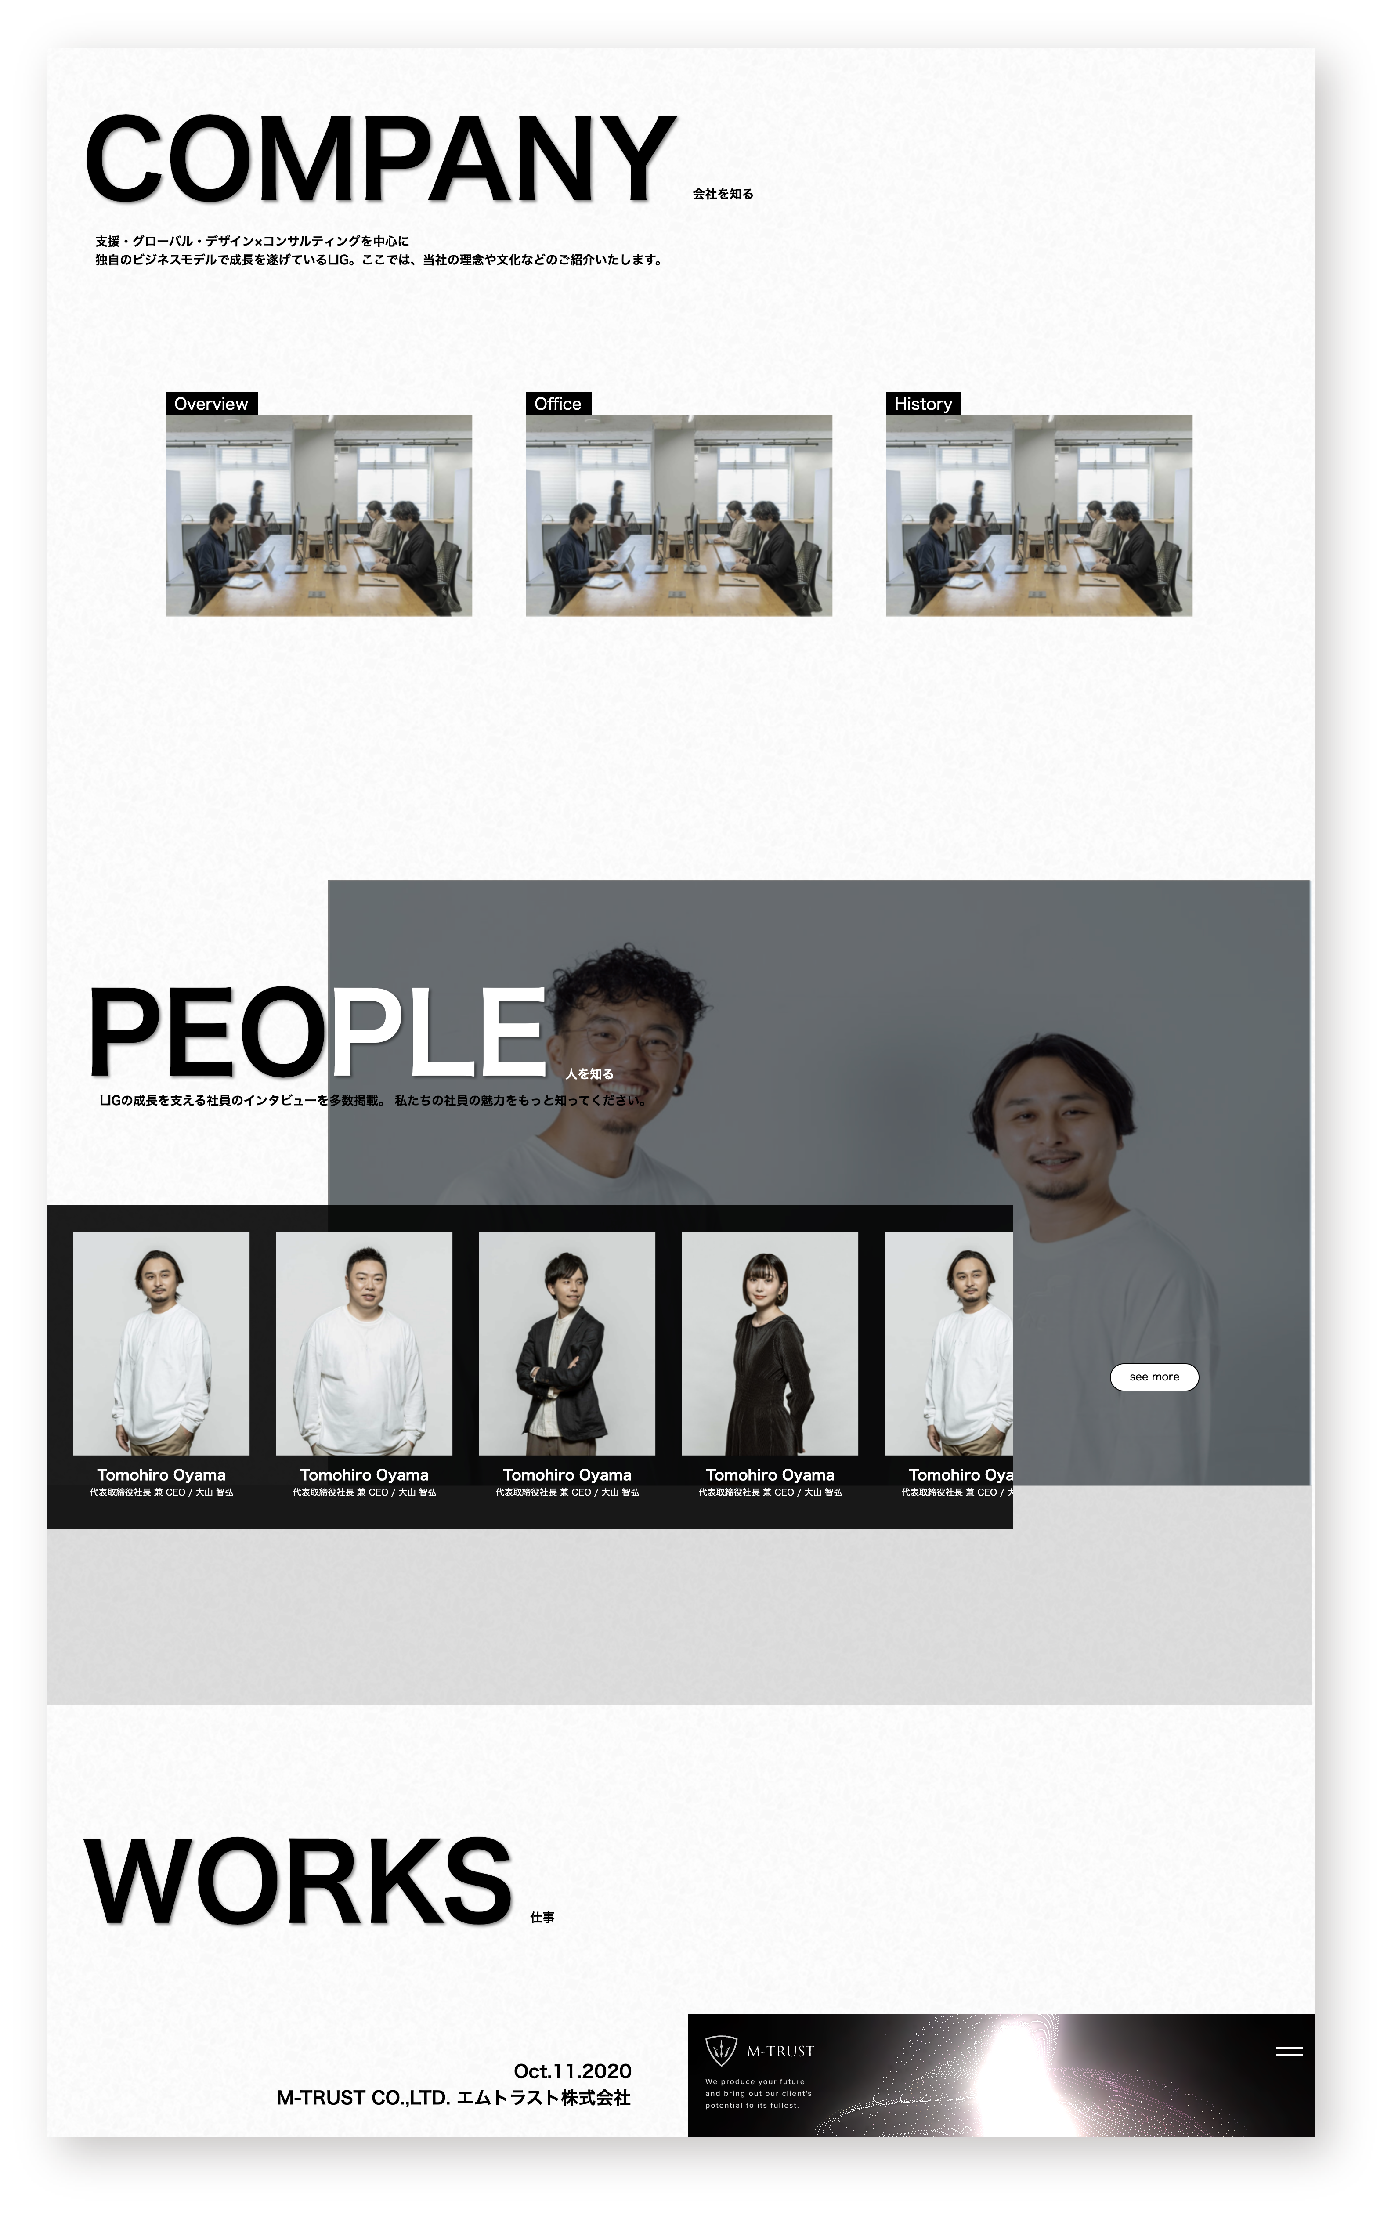 COMPANY 会社を知る
支援・グローバル・デザイン×コンサルティングを中心に
独自のビジネスモデルで成長を遂げているLIG。ここでは、当社の理念や文化などのご紹介いたします。
Overview
Office
History
PEOPLE 人を知る
LIGの成長を支える社員のインタビューを多数掲載。 私たちの社員の魅力をもっと知ってください。
see more
Tomohiro Oyama
代表取締役社長 兼 CEO / 大山 智弘
Tomohiro Oyama
代表取締役社長 兼 CEO / 大山 智弘
Tomohiro Oyama
代表取締役社長 兼 CEO / 大山 智弘
Tomohiro Oyama
代表取締役社長 兼 CEO / 大山 智弘
Tomohiro Oya
代表取締役社長 兼 CEO /
WORKS 仕事
Oct.11.2020
M-TRUST CO.,LTD. エムトラスト株式会社
M-TRUST
We produce your future
and bring out our client's
potential to its fullest.